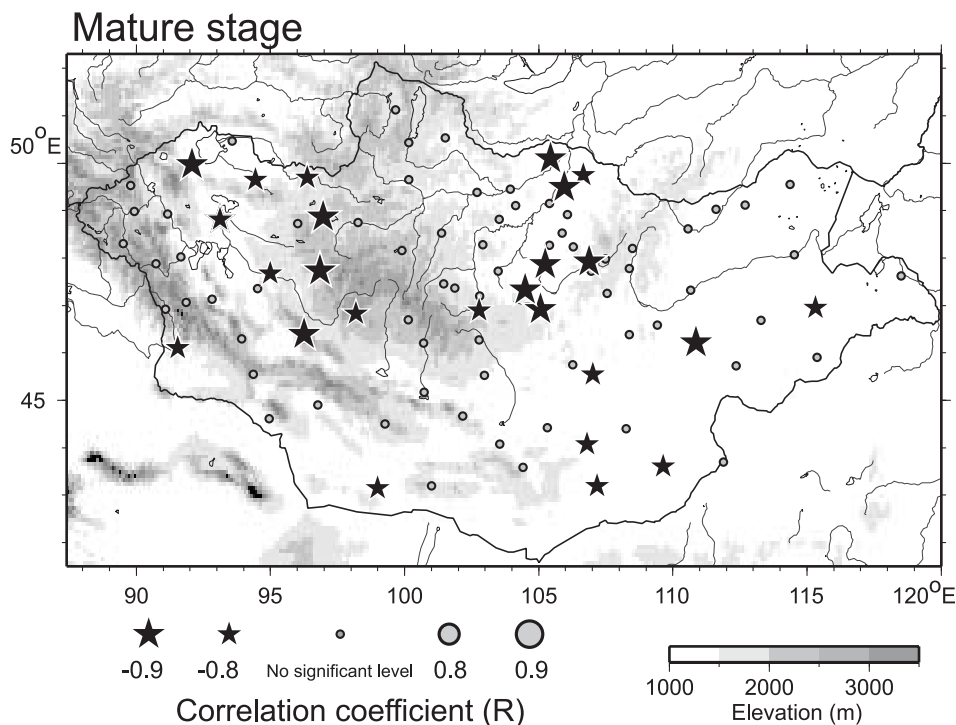 Mature stage
50°E
45
90 95 100 105 110 115 120°E
-0.9 -0.8 No significant level 0.8 0.9
Correlation coefficient (R)
1000 2000 3000
Elevation (m)